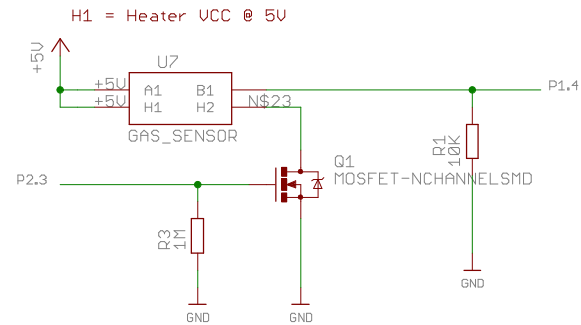 H1 = Heater VCC @ 5V
+5V
U7
+5V
A1
B1
P1.4
+5V
H1
H2
N$23
GAS_SENSOR
R1
10K
Q1
MOSFET-NCHANNELSMD
P2.3
R3
1M
GND
GND
GND